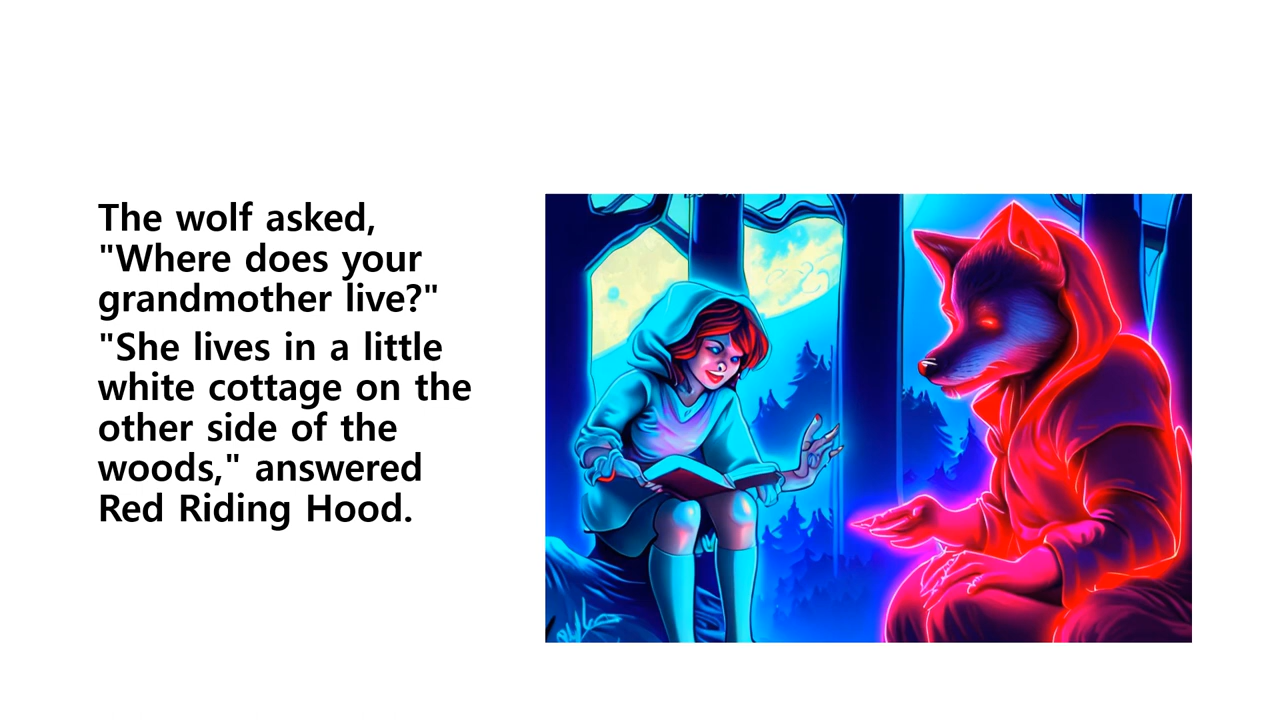 The wolf asked,
"Where does your
grandmother live?"
"She lives in a little
white cottage on the
other side of the
woods," answered
Red Riding Hood.